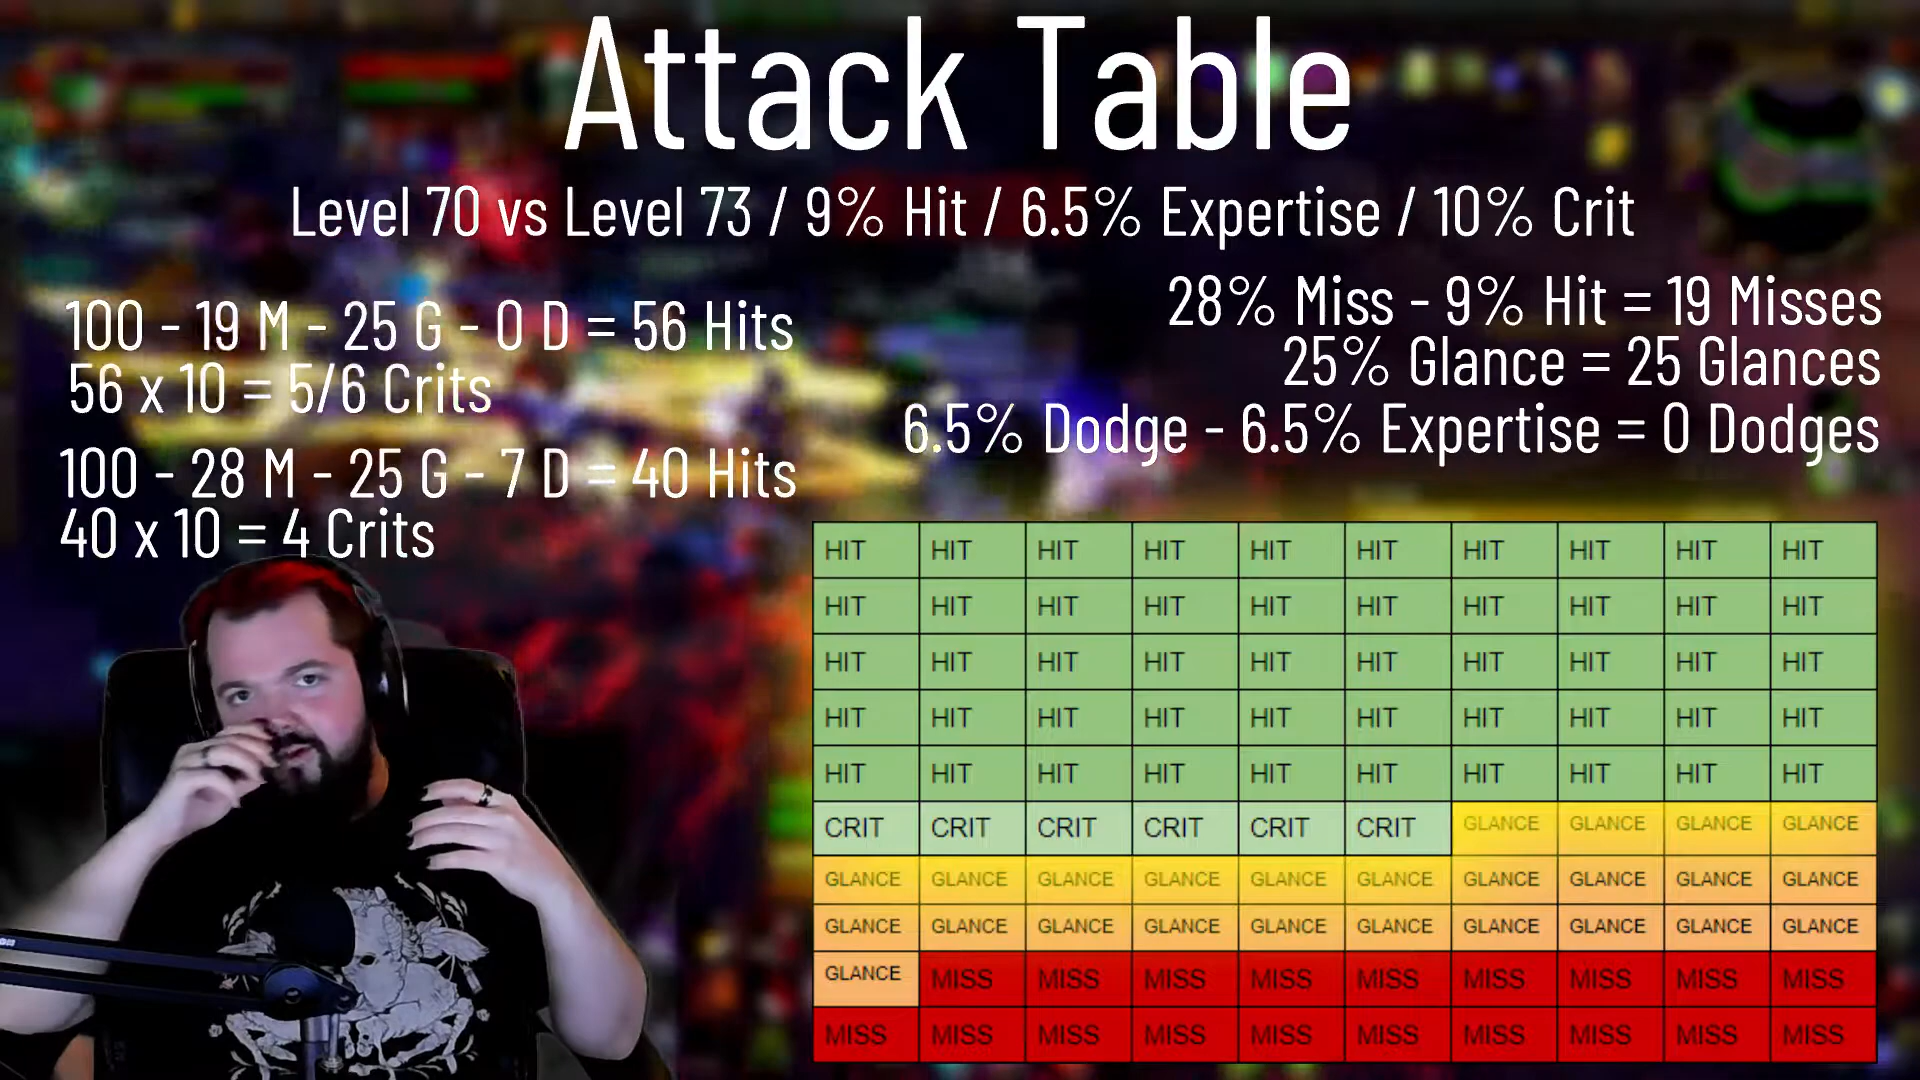 Attack Table
Level 70 vs Level 73 / 9% Hit / 6.5% Expertise / 10% Crit
100 - 19 M - 25 G - 0 D = 56 Hits
56 x 10 = 5/6 Crits
100 - 28 M - 25 G - 7 D = 40 Hits
40 x 10 = 4 Crits
28% Miss - 9% Hit = 19 Misses
25% Glance = 25 Glances
6.5% Dodge - 6.5% Expertise = 0 Dodges
HIT HIT HIT HIT HIT HIT HIT HIT HIT HIT
HIT HIT HIT HIT HIT HIT HIT HIT HIT HIT
HIT HIT HIT HIT HIT HIT HIT HIT HIT HIT
HIT HIT HIT HIT HIT HIT HIT HIT HIT HIT
HIT HIT HIT HIT HIT HIT HIT HIT HIT HIT
CRIT CRIT CRIT CRIT CRIT CRIT GLANCE GLANCE GLANCE GLANCE
GLANCE GLANCE GLANCE GLANCE GLANCE GLANCE GLANCE GLANCE GLANCE GLANCE
GLANCE GLANCE GLANCE GLANCE GLANCE GLANCE GLANCE GLANCE GLANCE GLANCE
GLANCE MISS MISS MISS MISS MISS MISS MISS MISS MISS
MISS MISS MISS MISS MISS MISS MISS MISS MISS MISS